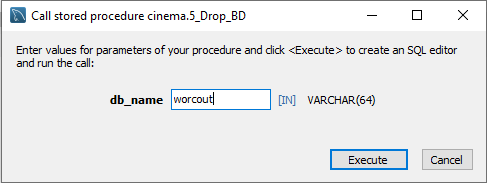 Call stored procedure cinema.5_Drop_BD
Enter values for parameters of your procedure and click <Execute> to create an SQL editor
and run the call:
db_name worcout [IN] VARCHAR(64)
Execute Cancel